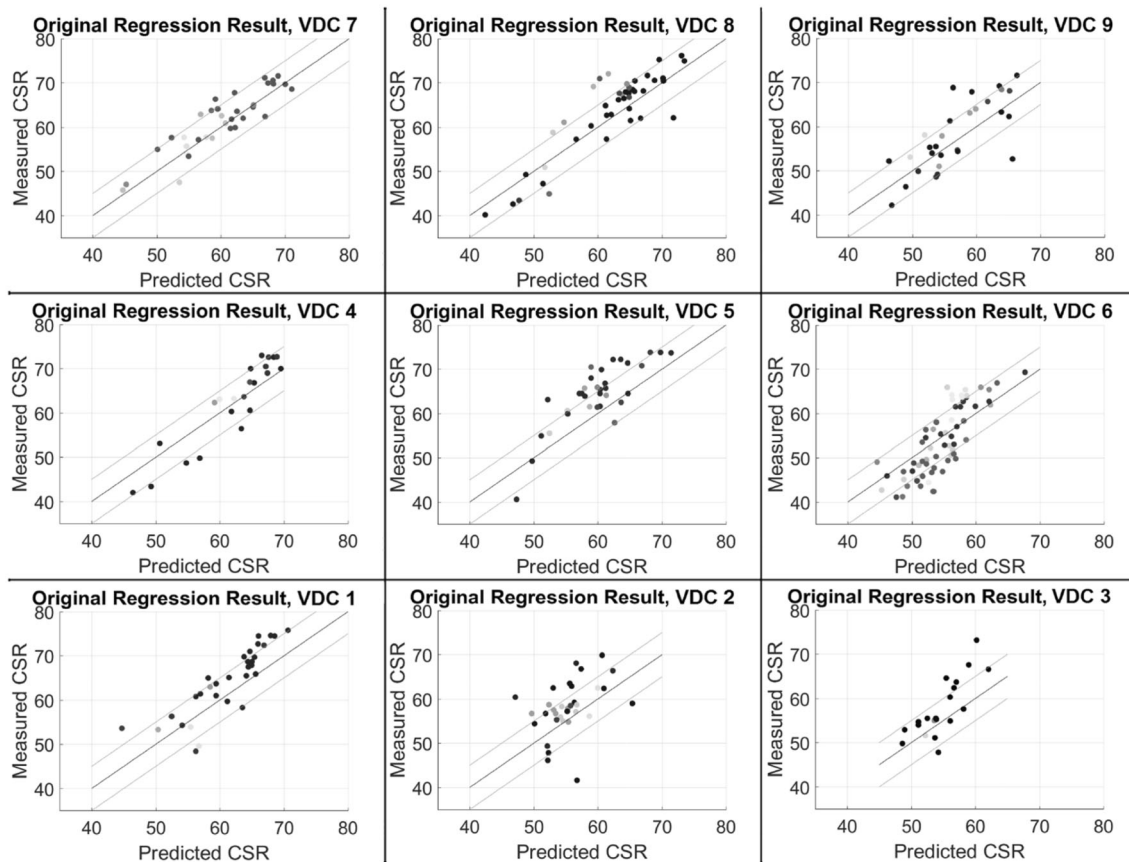 Original Regression Result, VDC 7
80
70
60
50
40
Measured CSR
40 50 60 70 80
Predicted CSR
Original Regression Result, VDC 8
80
70
60
50
40
Measured CSR
40 50 60 70 80
Predicted CSR
Original Regression Result, VDC 9
80
70
60
50
40
Measured CSR
40 50 60 70 80
Predicted CSR
Original Regression Result, VDC 4
80
70
60
50
40
Measured CSR
40 50 60 70 80
Predicted CSR
Original Regression Result, VDC 5
80
70
60
50
40
Measured CSR
40 50 60 70 80
Predicted CSR
Original Regression Result, VDC 6
80
70
60
50
40
Measured CSR
40 50 60 70 80
Predicted CSR
Original Regression Result, VDC 1
80
70
60
50
40
Measured CSR
40 50 60 70 80
Predicted CSR
Original Regression Result, VDC 2
80
70
60
50
40
Measured CSR
40 50 60 70 80
Predicted CSR
Original Regression Result, VDC 3
80
70
60
50
40
Measured CSR
40 50 60 70 80
Predicted CSR